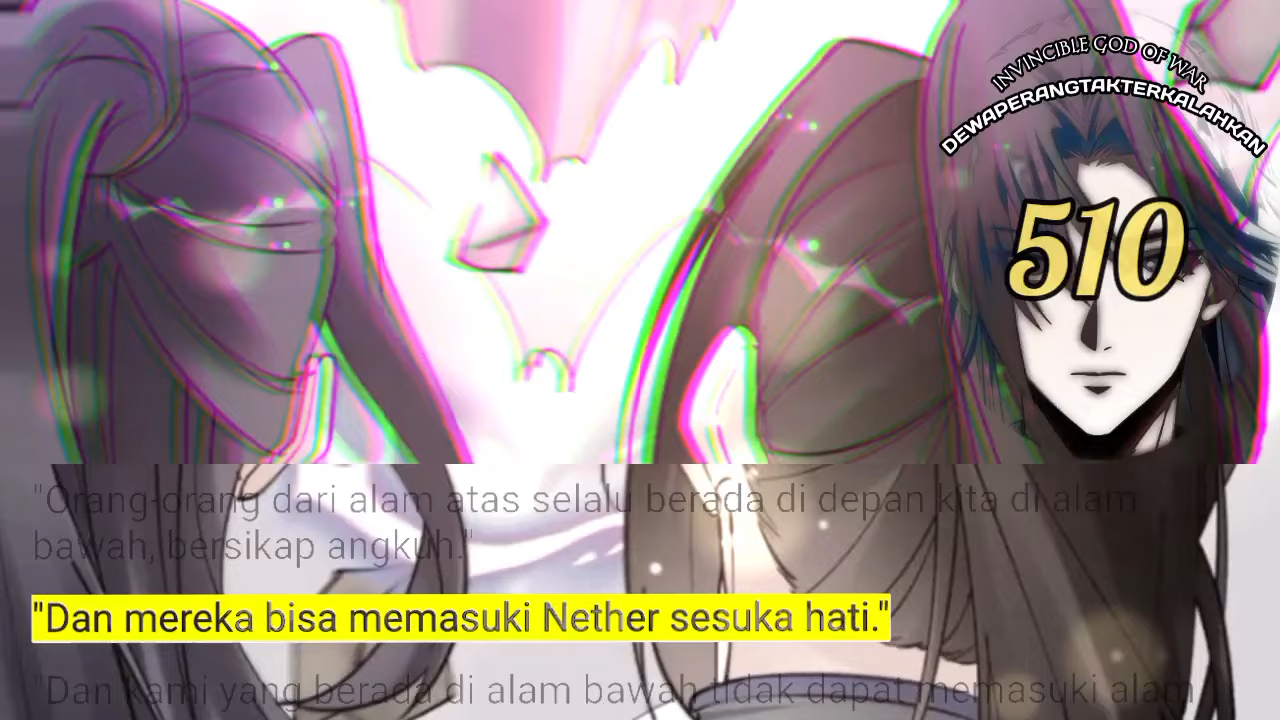 INVINCIBLE GOD OF WAR
DEWAPERANGTAKTERKALAHKAN
510
"Orang-orang dari alam atas selalu berada di depan kita di alam
bawah, bersikap angkuh."
"Dan mereka bisa memasuki Nether sesuka hati."
"Dan kami yang berada di alam bawah tidak dapat memasuki alam